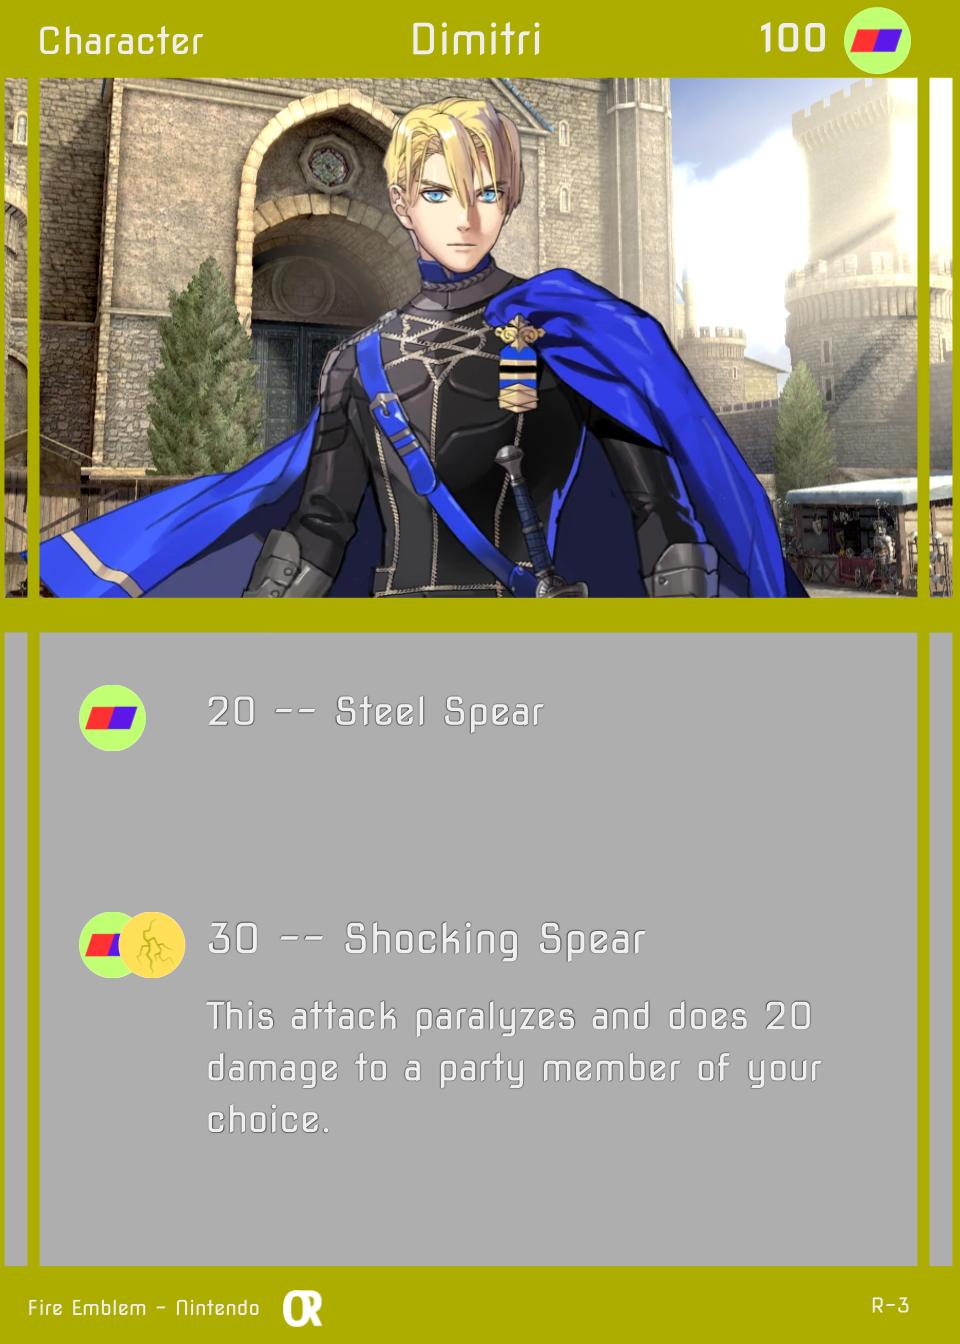 Character Dimitri 100
20 -- Steel Spear
30 -- Shocking Spear
This attack paralyzes and does 20
damage to a party member of your
choice.
Fire Emblem - Nintendo OR R-3